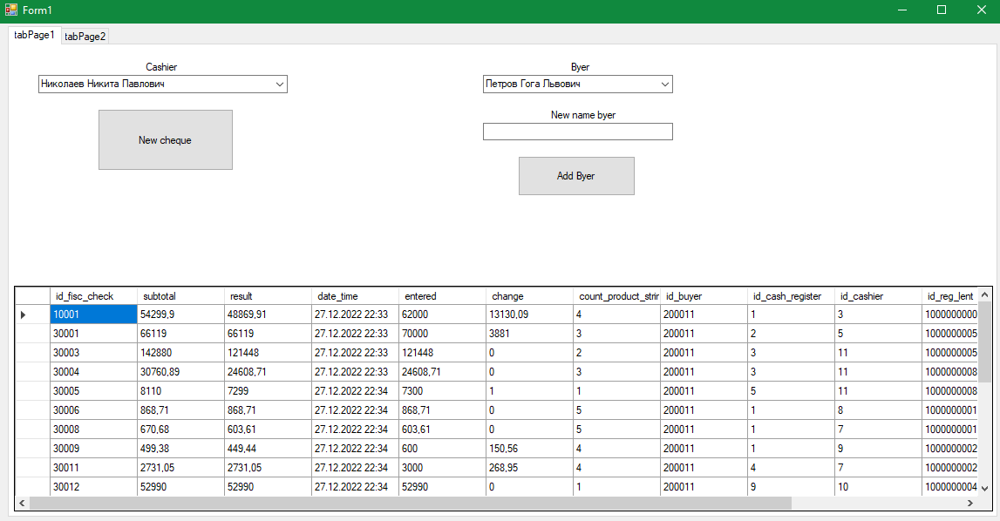 Form1
tabPage1 tabPage2
Cashier Byer
Николаев Никита Павлович Петров Гога Львович
New name byer
New cheque
Add Byer
id_fisc_check subtotal result date_time entered change count_product_strir id_buyer id_cash_register id_cashier id_reg_lent
10001 54299,9 48869,91 27.12.2022 22:33 62000 13130,09 4 200011 1 3 1000000000
30001 66119 66119 27.12.2022 22:33 70000 3881 3 200011 2 5 1000000005
30003 142880 121448 27.12.2022 22:33 121448 0 2 200011 3 11 1000000005
30004 30760,89 24608,71 27.12.2022 22:33 24608,71 0 3 200011 3 11 1000000008
30005 8110 7299 27.12.2022 22:34 7300 1 1 200011 5 11 1000000008
30006 868,71 868,71 27.12.2022 22:34 868,71 0 5 200011 1 8 1000000001
30008 670,68 603,61 27.12.2022 22:34 603,61 0 5 200011 1 7 1000000001
30009 499,38 449,44 27.12.2022 22:34 600 150,56 4 200011 1 9 1000000002
30011 2731,05 2731,05 27.12.2022 22:34 3000 268,95 4 200011 4 7 1000000002
30012 52990 52990 27.12.2022 22:34 52990 0 1 200011 9 10 1000000004